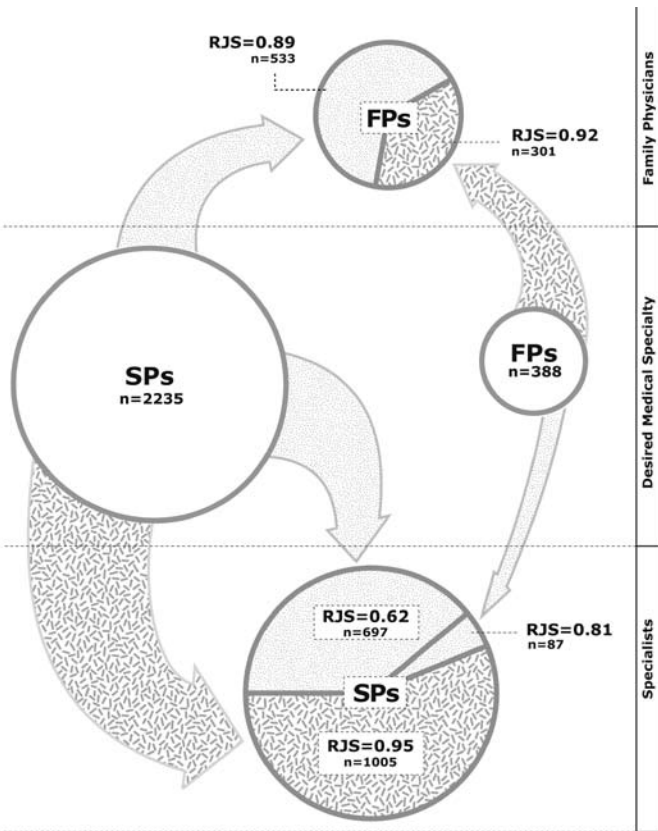 RJS=0.89
n=533
FPs
RJS=0.92
n=301
Family Physicians
SPs
n=2235
FPs
n=388
Desired Medical Specialty
RJS=0.62
n=697
RJS=0.81
n=87
SPs
RJS=0.95
n=1005
Specialists